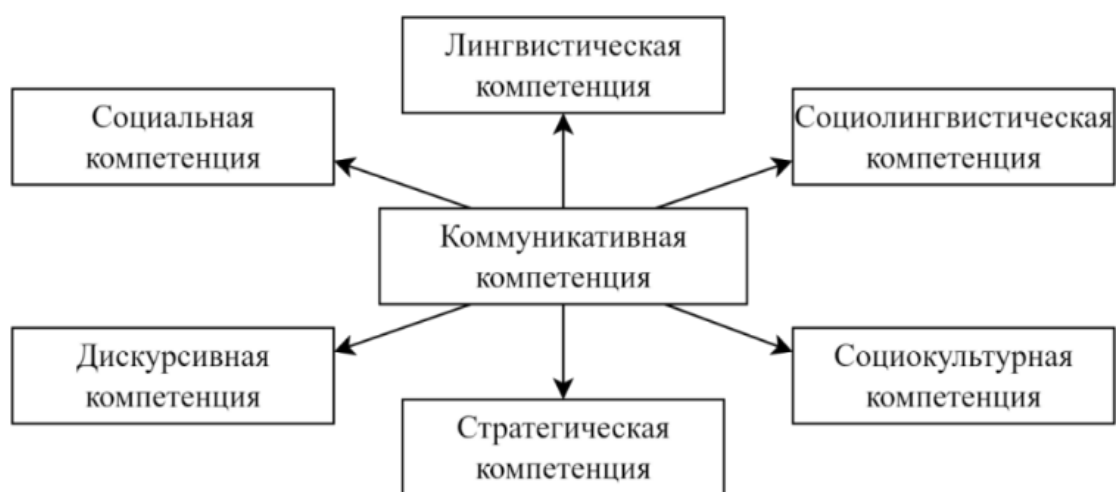 Лингвистическая
компетенция
Социальная
компетенция
Социолингвистическая
компетенция
Коммуникативная
компетенция
Дискурсивная
компетенция
Социокультурная
компетенция
Стратегическая
компетенция